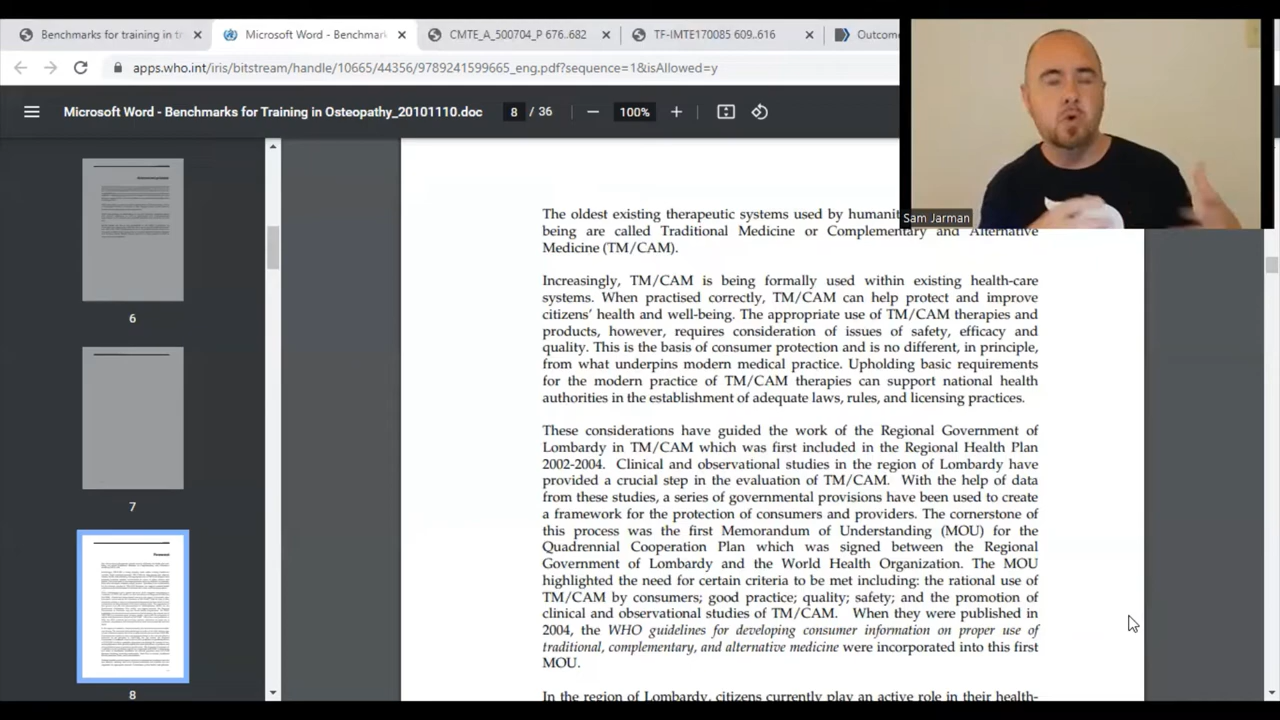 Benchmarks for training in t
Microsoft Word - Benchmar
CMTE_A_500704_P 676..682
TF-IMTE170085 609..616
Outcom
apps.who.int/iris/bitstream/handle/10665/44356/9789241599665_eng.pdf?sequence=1&isAllowed=y
Microsoft Word - Benchmarks for Training in Osteopathy_20101110.doc
8 / 36
100%
Sam Jarman
6
7
8
The oldest existing therapeutic systems used by humanit
being are called Traditional Medicine or Complementary and Alternative
Medicine (TM/CAM).
Increasingly, TM/CAM is being formally used within existing health-care
systems. When practised correctly, TM/CAM can help protect and improve
citizens' health and well-being. The appropriate use of TM/CAM therapies and
products, however, requires consideration of issues of safety, efficacy and
quality. This is the basis of consumer protection and is no different, in principle,
from what underpins modern medical practice. Upholding basic requirements
for the modern practice of TM/CAM therapies can support national health
authorities in the establishment of adequate laws, rules, and licensing practices.
These considerations have guided the work of the Regional Government of
Lombardy in TM/CAM which was first included in the Regional Health Plan
2002-2004. Clinical and observational studies in the region of Lombardy have
provided a crucial step in the evaluation of TM/CAM. With the help of data
from these studies, a series of governmental provisions have been used to create
a framework for the protection of consumers and providers. The cornerstone of
this process was the first Memorandum of Understanding (MOU) for the
Quadrennial Cooperation Plan which was signed between the Regional
Government of Lombardy and the World Health Organization. The MOU
highlighted the need for certain criteria to be met including: the rational use of
TM/CAM by consumers; good practice; quality; safety; and the promotion of
clinical and observational studies of TM/CAM. When they were published in
2004, the WHO guidelines for developing consumer information on proper use of
traditional, complementary, and alternative medicine were incorporated into this first
MOU.
In the region of Lombardy, citizens currently play an active role in their health-